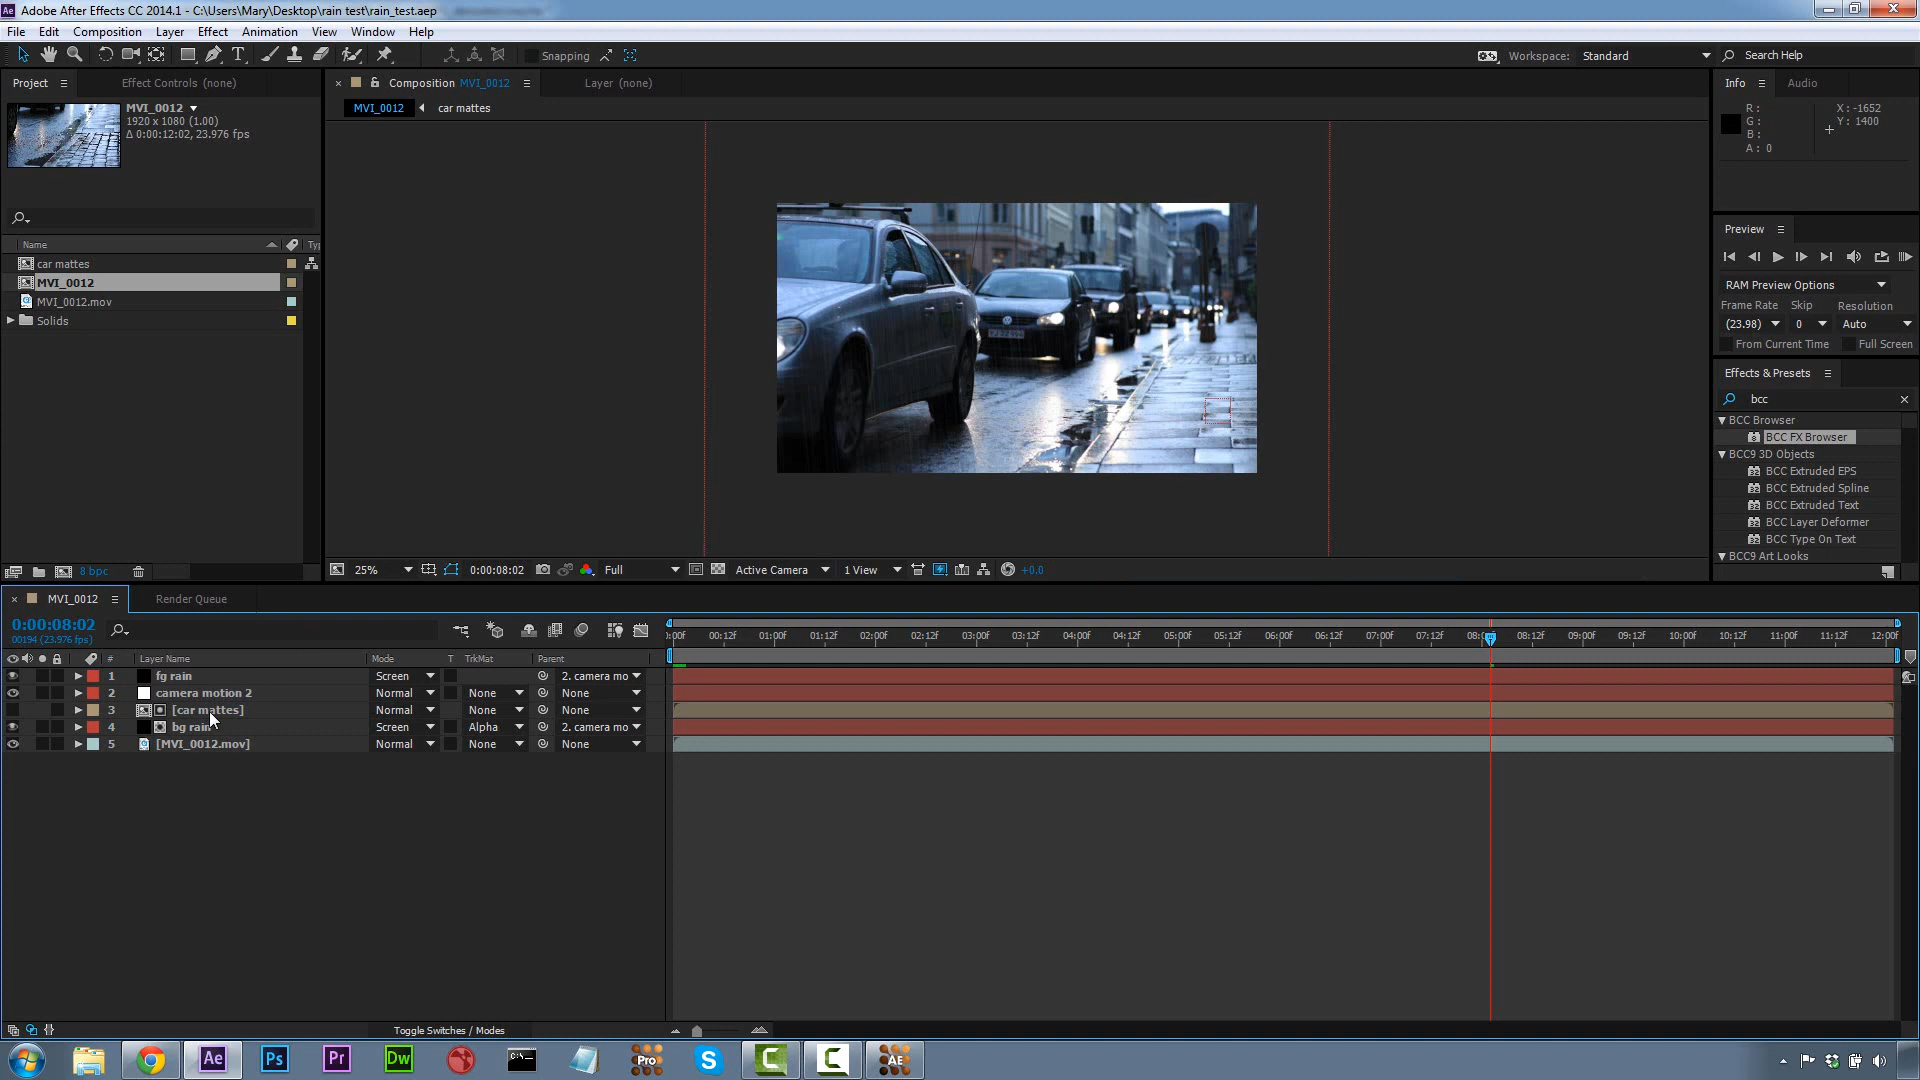 Adobe After Effects CC 2014.1 - C:\Users\Mary\Desktop\rain test\rain_test.aep
File Edit Composition Layer Effect Animation View Window Help
Snapping
Workspace: Standard
Search Help
Project
Effect Controls (none)
Composition MVI_0012
Layer (none)
Info
Audio
MVI_0012
1920 x 1080 (1.00)
Δ 0:00:12:02, 23.976 fps
MVI_0012
car mattes
R :
G :
B :
A : 0
X : -1652
Y : 1400
Preview
RAM Preview Options
Frame Rate Skip Resolution
(23.98) 0 Auto
From Current Time Full Screen
Effects & Presets
bcc
BCC Browser
BCC FX Browser
BCC9 3D Objects
BCC Extruded EPS
BCC Extruded Spline
BCC Extruded Text
BCC Layer Deformer
BCC Type On Text
BCC9 Art Looks
Name Ty
car mattes
MVI_0012
MVI_0012.mov
Solids
8 bpc
25% 0:00:08:02 Full Active Camera 1 View +0.0
MVI_0012
Render Queue
0:00:08:02
00194 (23.976 fps)
:00f 00:12f 01:00f 01:12f 02:00f 02:12f 03:00f 03:12f 04:00f 04:12f 05:00f 05:12f 06:00f 06:12f 07:00f 07:12f 08:0 08:12f 09:00f 09:12f 10:00f 10:12f 11:00f 11:12f 12:00f
# Layer Name Mode T TrkMat Parent
1 fg rain Screen 2. camera mo
2 camera motion 2 Normal None None
3 [car mattes] Normal None None
4 bg rain Screen Alpha 2. camera mo
5 [MVI_0012.mov] Normal None None
Toggle Switches / Modes
Ae Ps Pr Dw C:\ Pro S C C AE